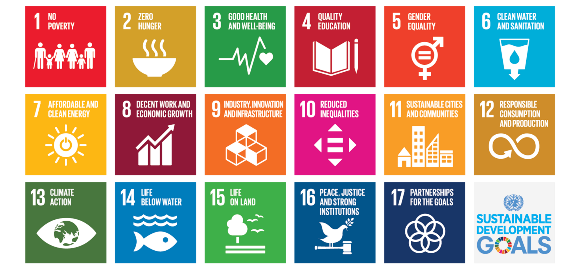 1 NO
POVERTY
2 ZERO
HUNGER
3 GOOD HEALTH
AND WELL-BEING
4 QUALITY
EDUCATION
5 GENDER
EQUALITY
6 CLEAN WATER
AND SANITATION
7 AFFORDABLE AND
CLEAN ENERGY
8 DECENT WORK AND
ECONOMIC GROWTH
9 INDUSTRY, INNOVATION
AND INFRASTRUCTURE
10 REDUCED
INEQUALITIES
11 SUSTAINABLE CITIES
AND COMMUNITIES
12 RESPONSIBLE
CONSUMPTION
AND PRODUCTION
13 CLIMATE
ACTION
14 LIFE
BELOW WATER
15 LIFE
ON LAND
16 PEACE, JUSTICE
AND STRONG
INSTITUTIONS
17 PARTNERSHIPS
FOR THE GOALS
SUSTAINABLE
DEVELOPMENT
GOALS